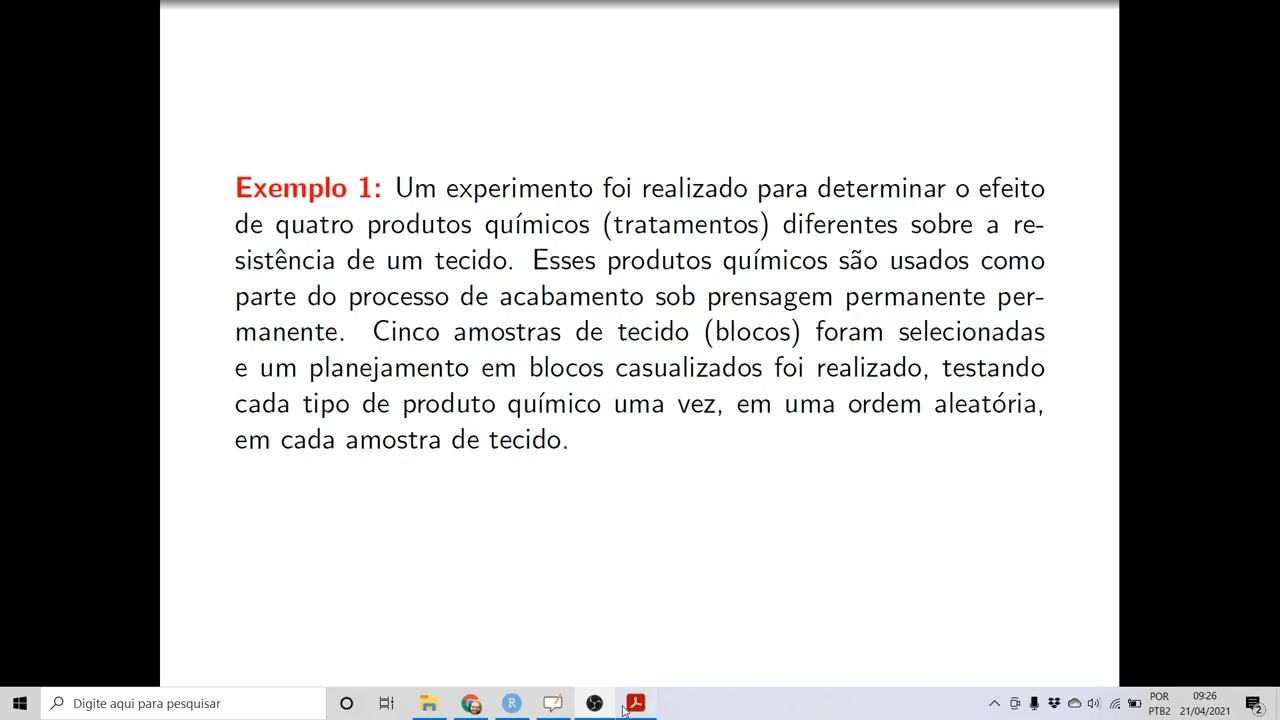 Exemplo 1: Um experimento foi realizado para determinar o efeito
de quatro produtos químicos (tratamentos) diferentes sobre a re-
sistência de um tecido. Esses produtos químicos são usados como
parte do processo de acabamento sob prensagem permanente per-
manente. Cinco amostras de tecido (blocos) foram selecionadas
e um planejamento em blocos casualizados foi realizado, testando
cada tipo de produto químico uma vez, em uma ordem aleatória,
em cada amostra de tecido.
Digite aqui para pesquisar
R
POR
PTB2
09:26
21/04/2021
2